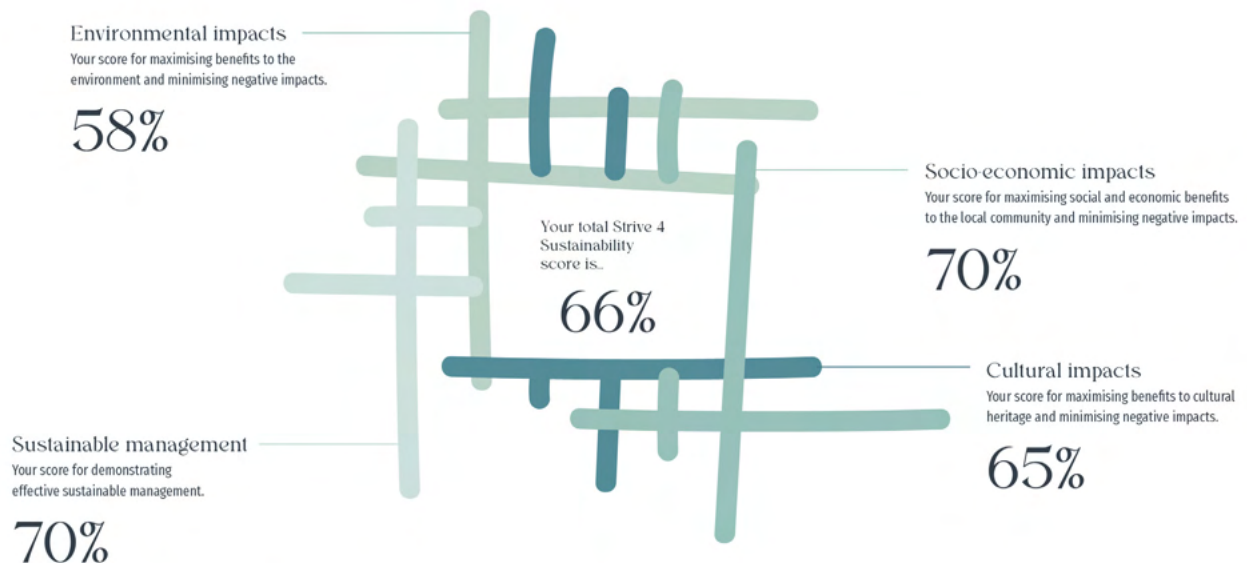 Environmental impacts
Your score for maximising benefits to the
environment and minimising negative impacts.
58%
Socio-economic impacts
Your score for maximising social and economic benefits
to the local community and minimising negative impacts.
70%
Your total Strive 4
Sustainability
score is...
66%
Cultural impacts
Your score for maximising benefits to cultural
heritage and minimising negative impacts.
65%
Sustainable management
Your score for demonstrating
effective sustainable management.
70%